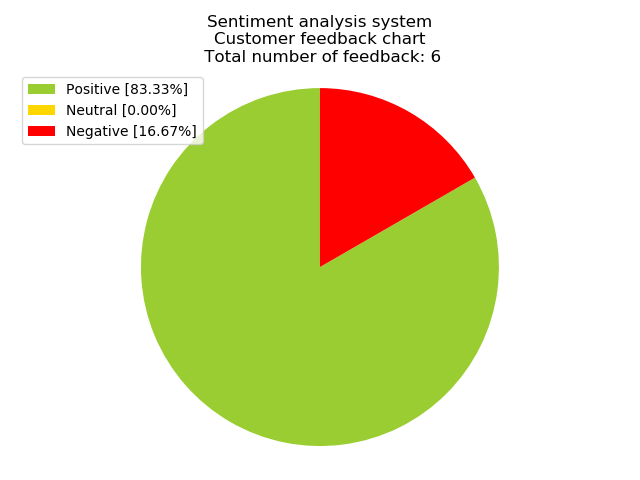 Sentiment analysis system
Customer feedback chart
Total number of feedback: 6
Positive [83.33%]
Neutral [0.00%]
Negative [16.67%]